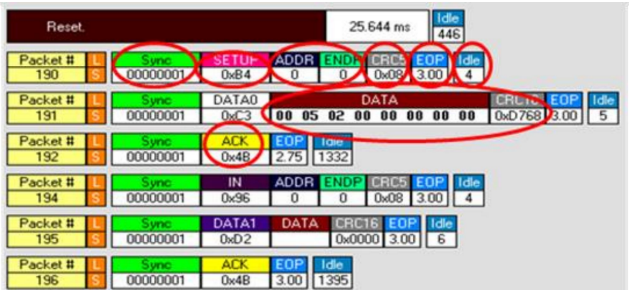 Reset. 25.644 ms Idle 446
Packet # L S Sync SETUP ADDR ENDP CRC5 EOP Idle
190 00000001 0xB4 0 0 0x08 3.00 4
Packet # L S Sync DATA0 DATA CRC16 EOP Idle
191 00000001 0xC3 00 05 02 00 00 00 00 00 0xD768 3.00 5
Packet # L S Sync ACK EOP Idle
192 00000001 0x4B 2.75 1332
Packet # L S Sync IN ADDR ENDP CRC5 EOP Idle
194 00000001 0x96 0 0 0x08 3.00 4
Packet # L S Sync DATA1 DATA CRC16 EOP Idle
195 00000001 0xD2 0x0000 3.00 6
Packet # L S Sync ACK EOP Idle
196 00000001 0x4B 3.00 1395